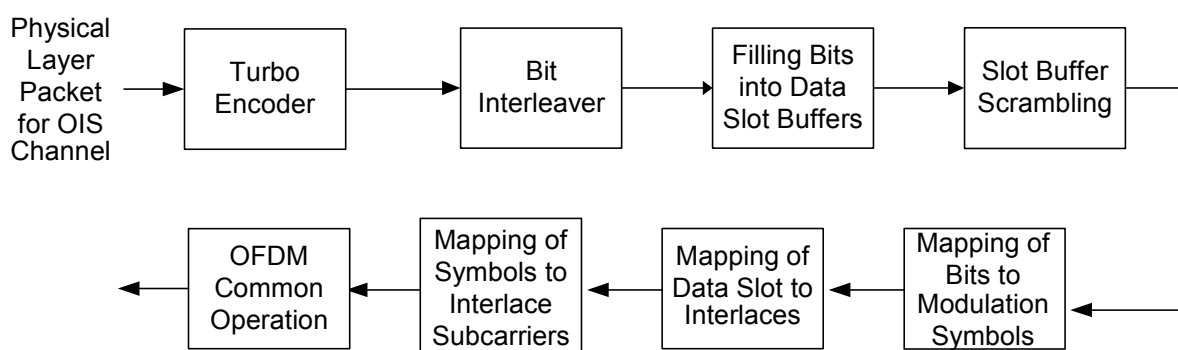 Physical
Layer
Packet
for OIS
Channel
Turbo
Encoder
Bit
Interleaver
Filling Bits
into Data
Slot Buffers
Slot Buffer
Scrambling
Mapping of
Bits to
Modulation
Symbols
Mapping of
Data Slot to
Interlaces
Mapping of
Symbols to
Interlace
Subcarriers
OFDM
Common
Operation